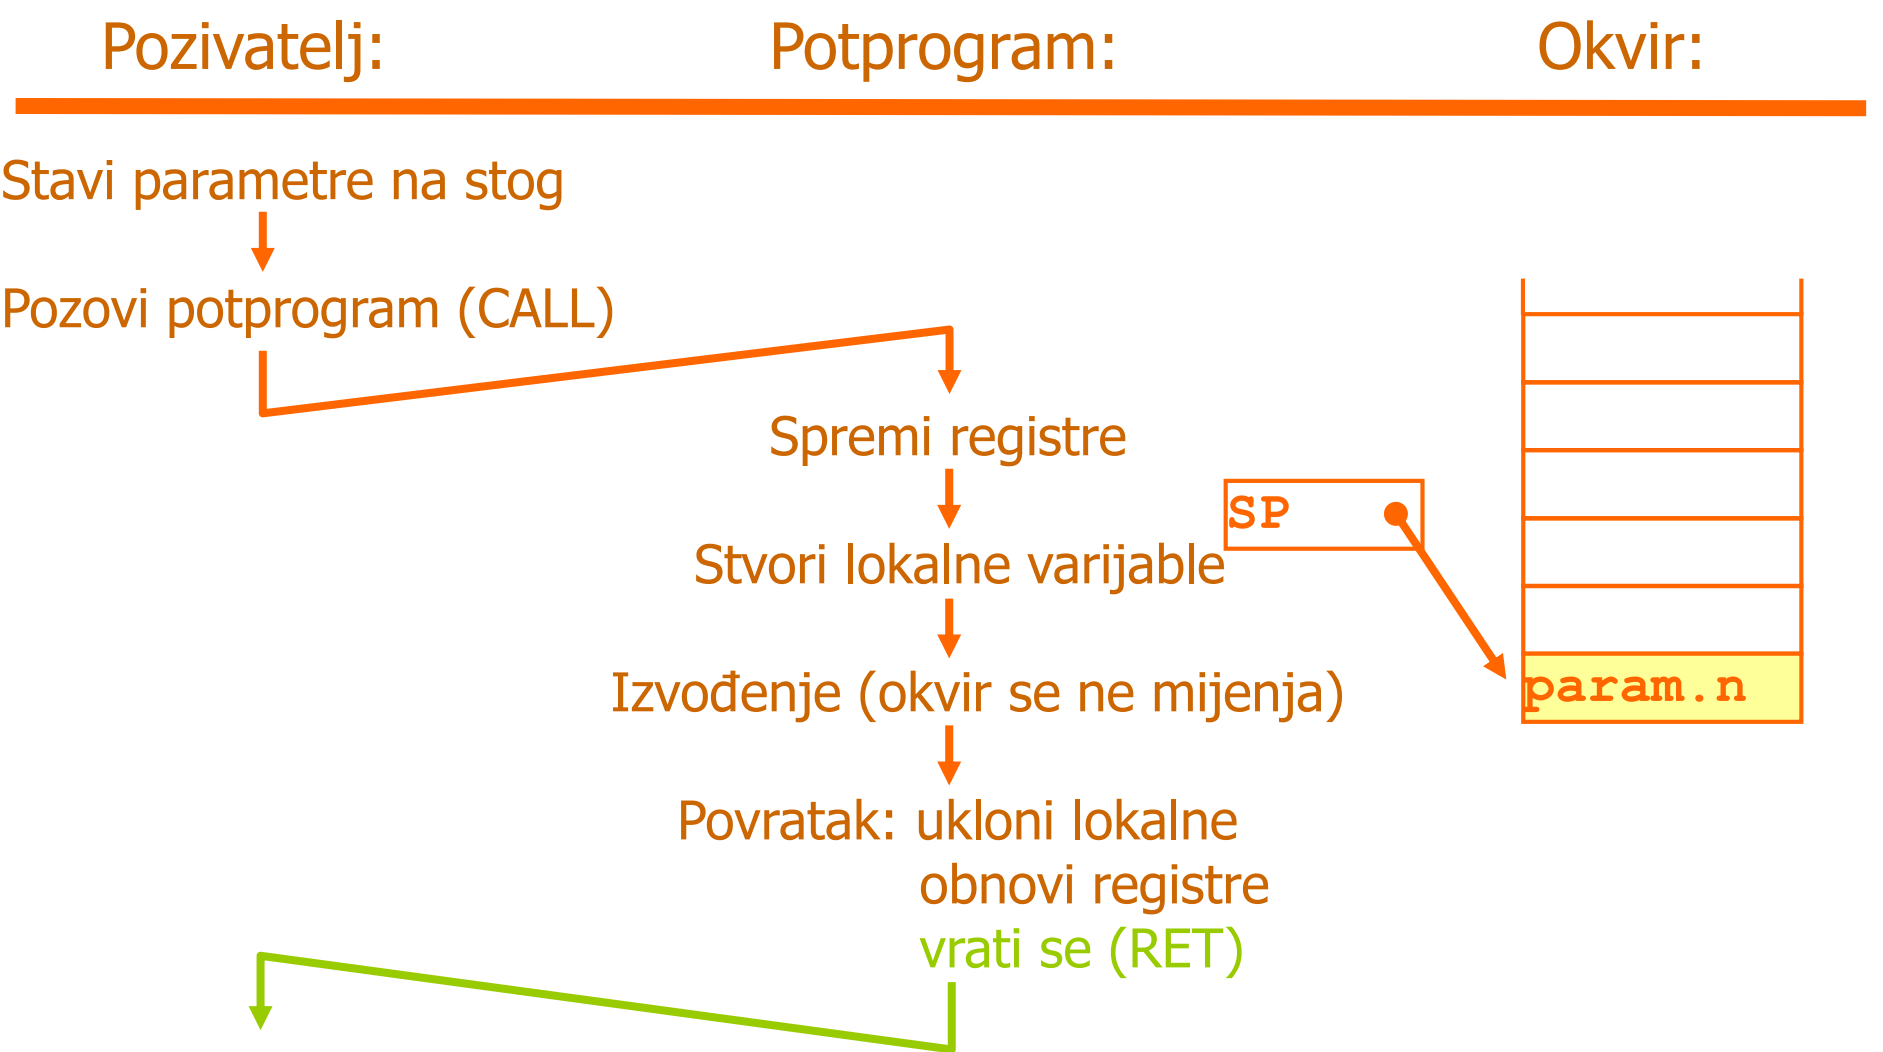 Pozivatelj: Potprogram: Okvir:
Stavi parametre na stog
Pozovi potprogram (CALL)
Spremi registre
SP
Stvori lokalne varijable
Izvođenje (okvir se ne mijenja)
param.n
Povratak: ukloni lokalne
obnovi registre
vrati se (RET)